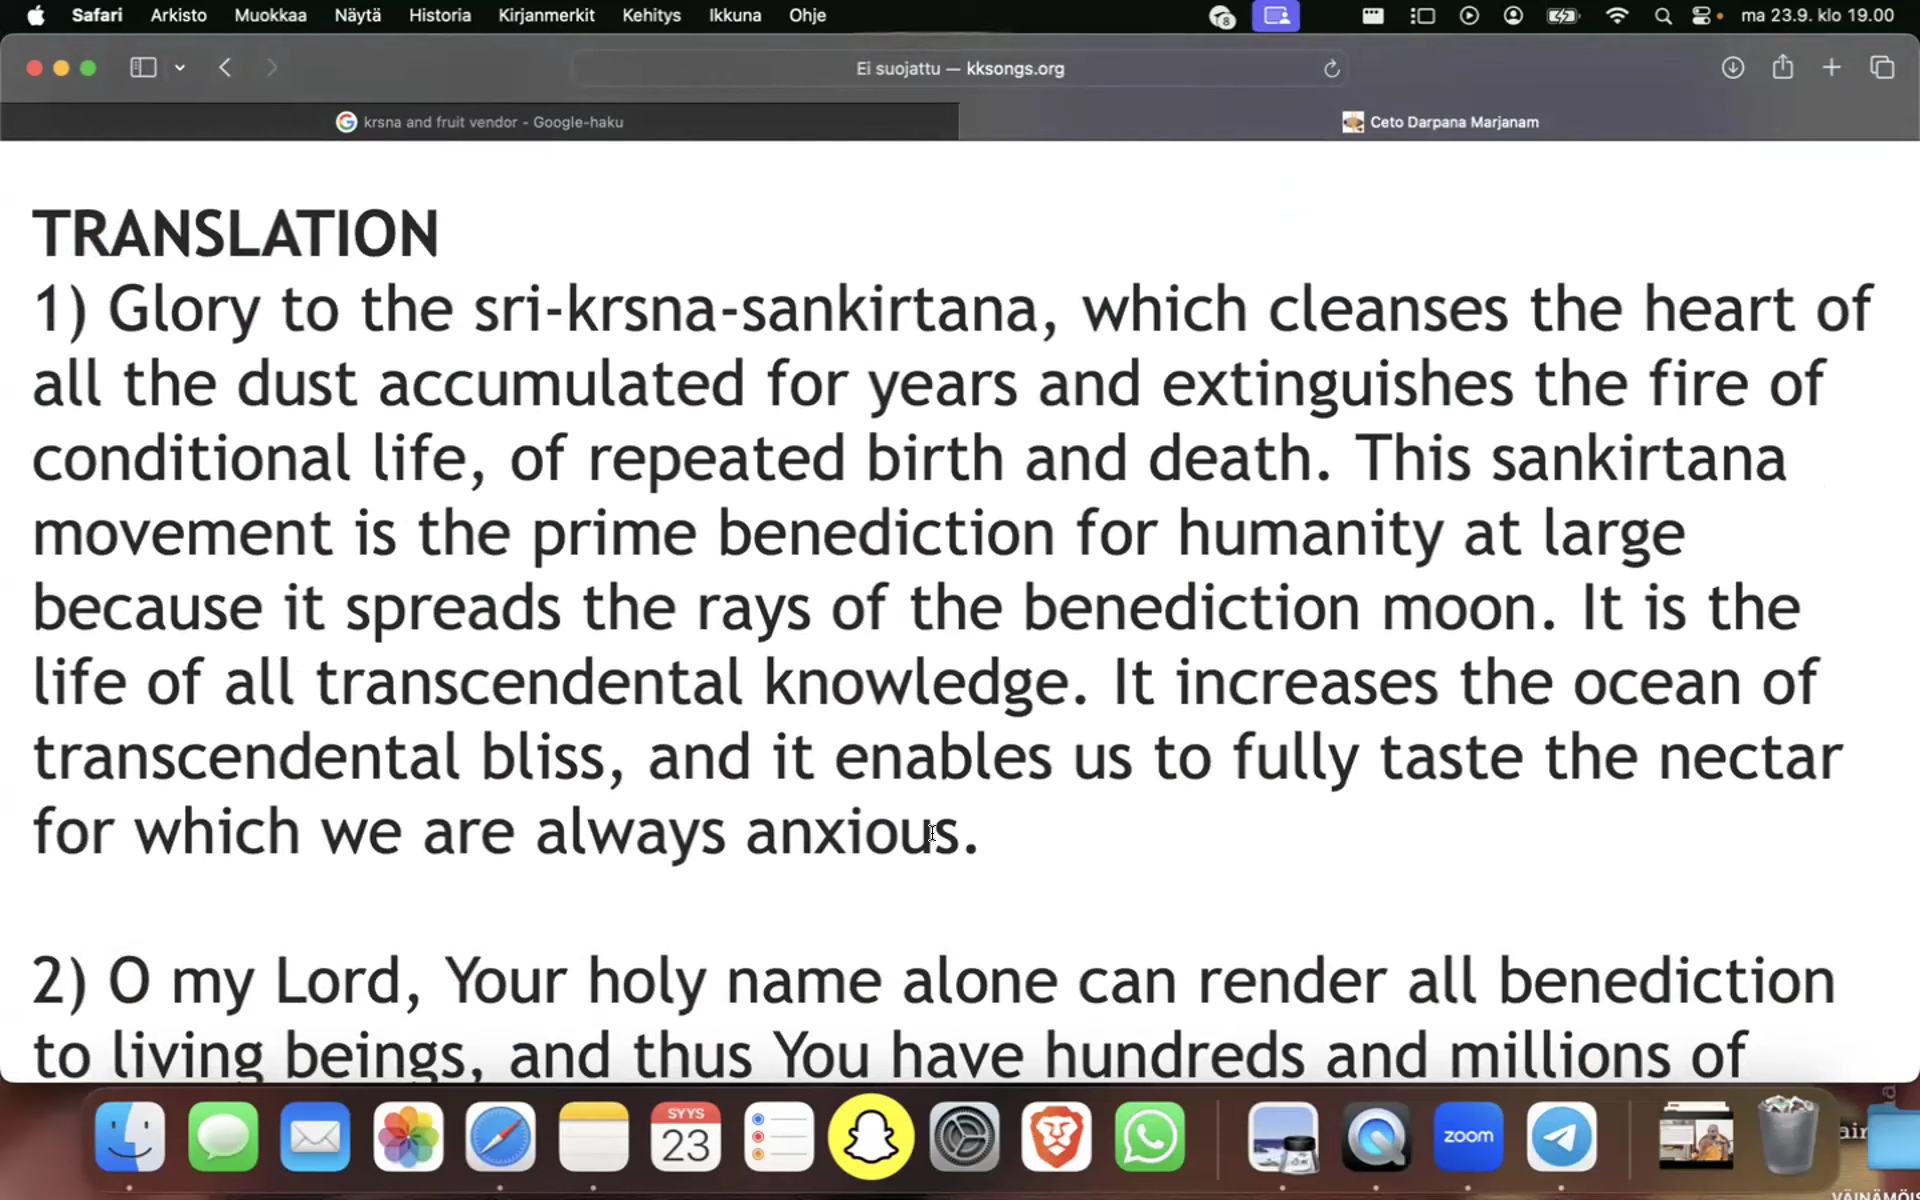 Safari Arkisto Muokkaa Näytä Historia Kirjanmerkit Kehitys Ikkuna Ohje
8
ma 23.9. klo 19.00
Ei suojattu — kksongs.org
krsna and fruit vendor - Google-haku
Ceto Darpana Marjanam
TRANSLATION
1) Glory to the sri-krsna-sankirtana, which cleanses the heart of
all the dust accumulated for years and extinguishes the fire of
conditional life, of repeated birth and death. This sankirtana
movement is the prime benediction for humanity at large
because it spreads the rays of the benediction moon. It is the
life of all transcendental knowledge. It increases the ocean of
transcendental bliss, and it enables us to fully taste the nectar
for which we are always anxious.
2) O my Lord, Your holy name alone can render all benediction
to living beings, and thus You have hundreds and millions of
SYYS
23
zoom
air
VÄINÄMÖIS